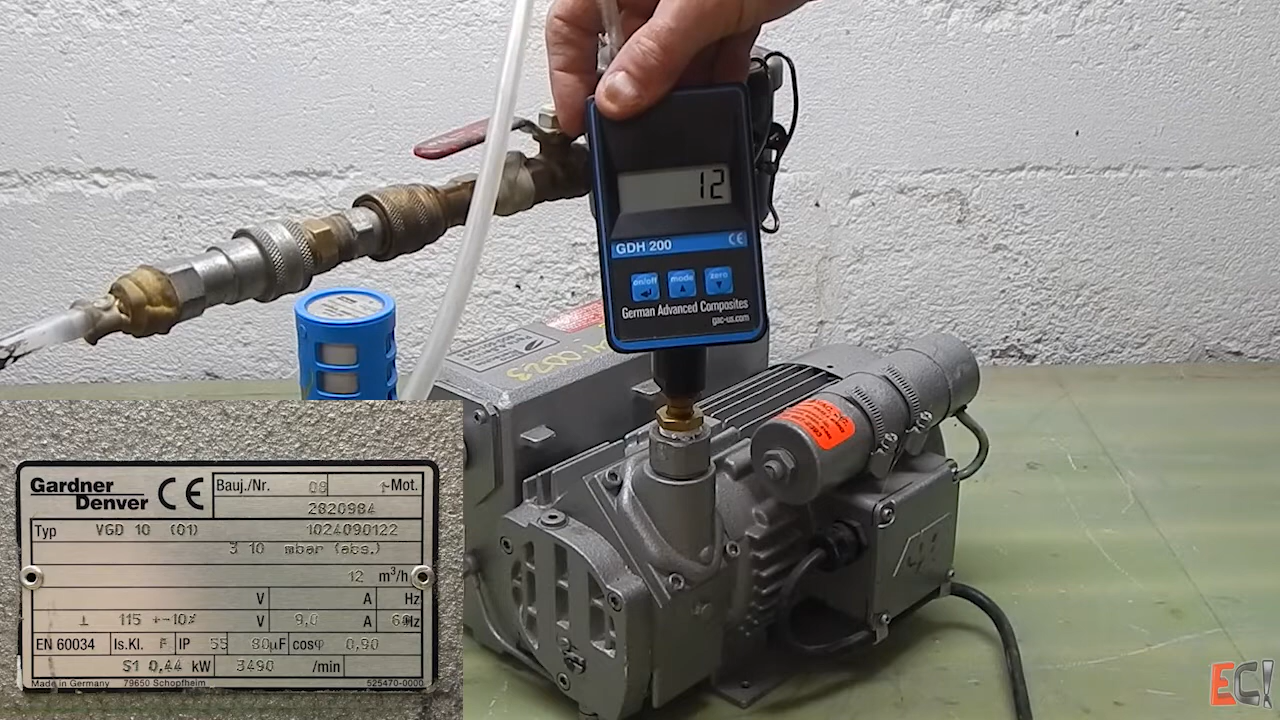 12
GDH 200 CE
on/off mode zero
German Advanced Composites
gac-us.com
Gardner
Denver CE
Bauj./Nr. 09 1~Mot.
2820984
Typ VGD 10 (01) 1024090122
3 10 mbar (abs.)
12 m³/h
V A Hz
⊥ 115 +-10% V 9,0 A 60Hz
EN 60034 Is.Kl. F IP 55 80µF cosφ 0,90
S1 0,44 kW 3490 /min
Made in Germany 79650 Schopfheim 525470-0000
EC!